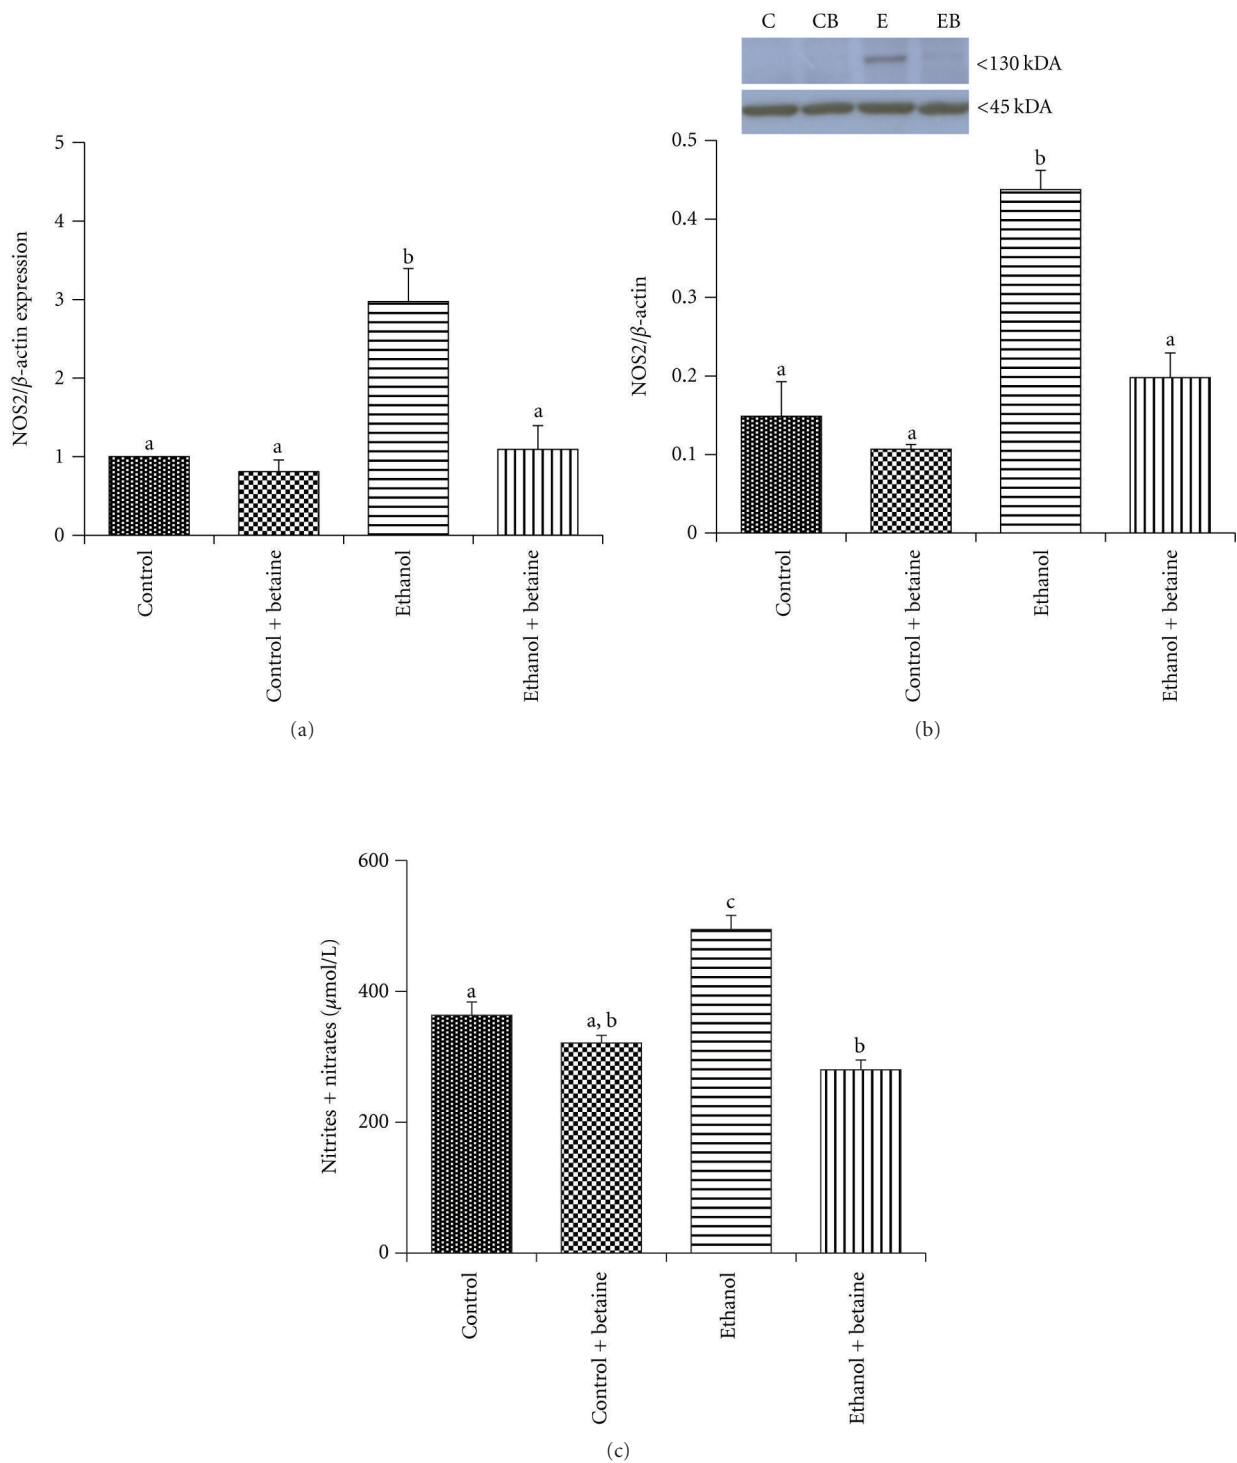 C CB E EB
<130 kDA
<45 kDA
NOS2/β-actin expression
5
4
3
2
1
0
a
a
b
a
Control
Control + betaine
Ethanol
Ethanol + betaine
(a)
NOS2/β-actin
0.5
0.4
0.3
0.2
0.1
0
a
a
b
a
Control
Control + betaine
Ethanol
Ethanol + betaine
(b)
Nitrites + nitrates (μmol/L)
600
400
200
0
a
a, b
c
b
Control
Control + betaine
Ethanol
Ethanol + betaine
(c)